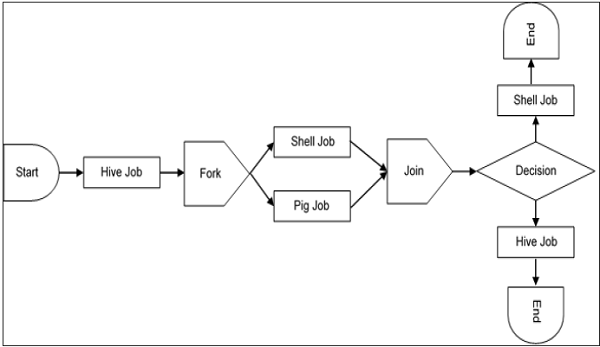 Start
Hive Job
Fork
Shell Job
Pig Job
Join
Decision
Shell Job
End
Hive Job
End